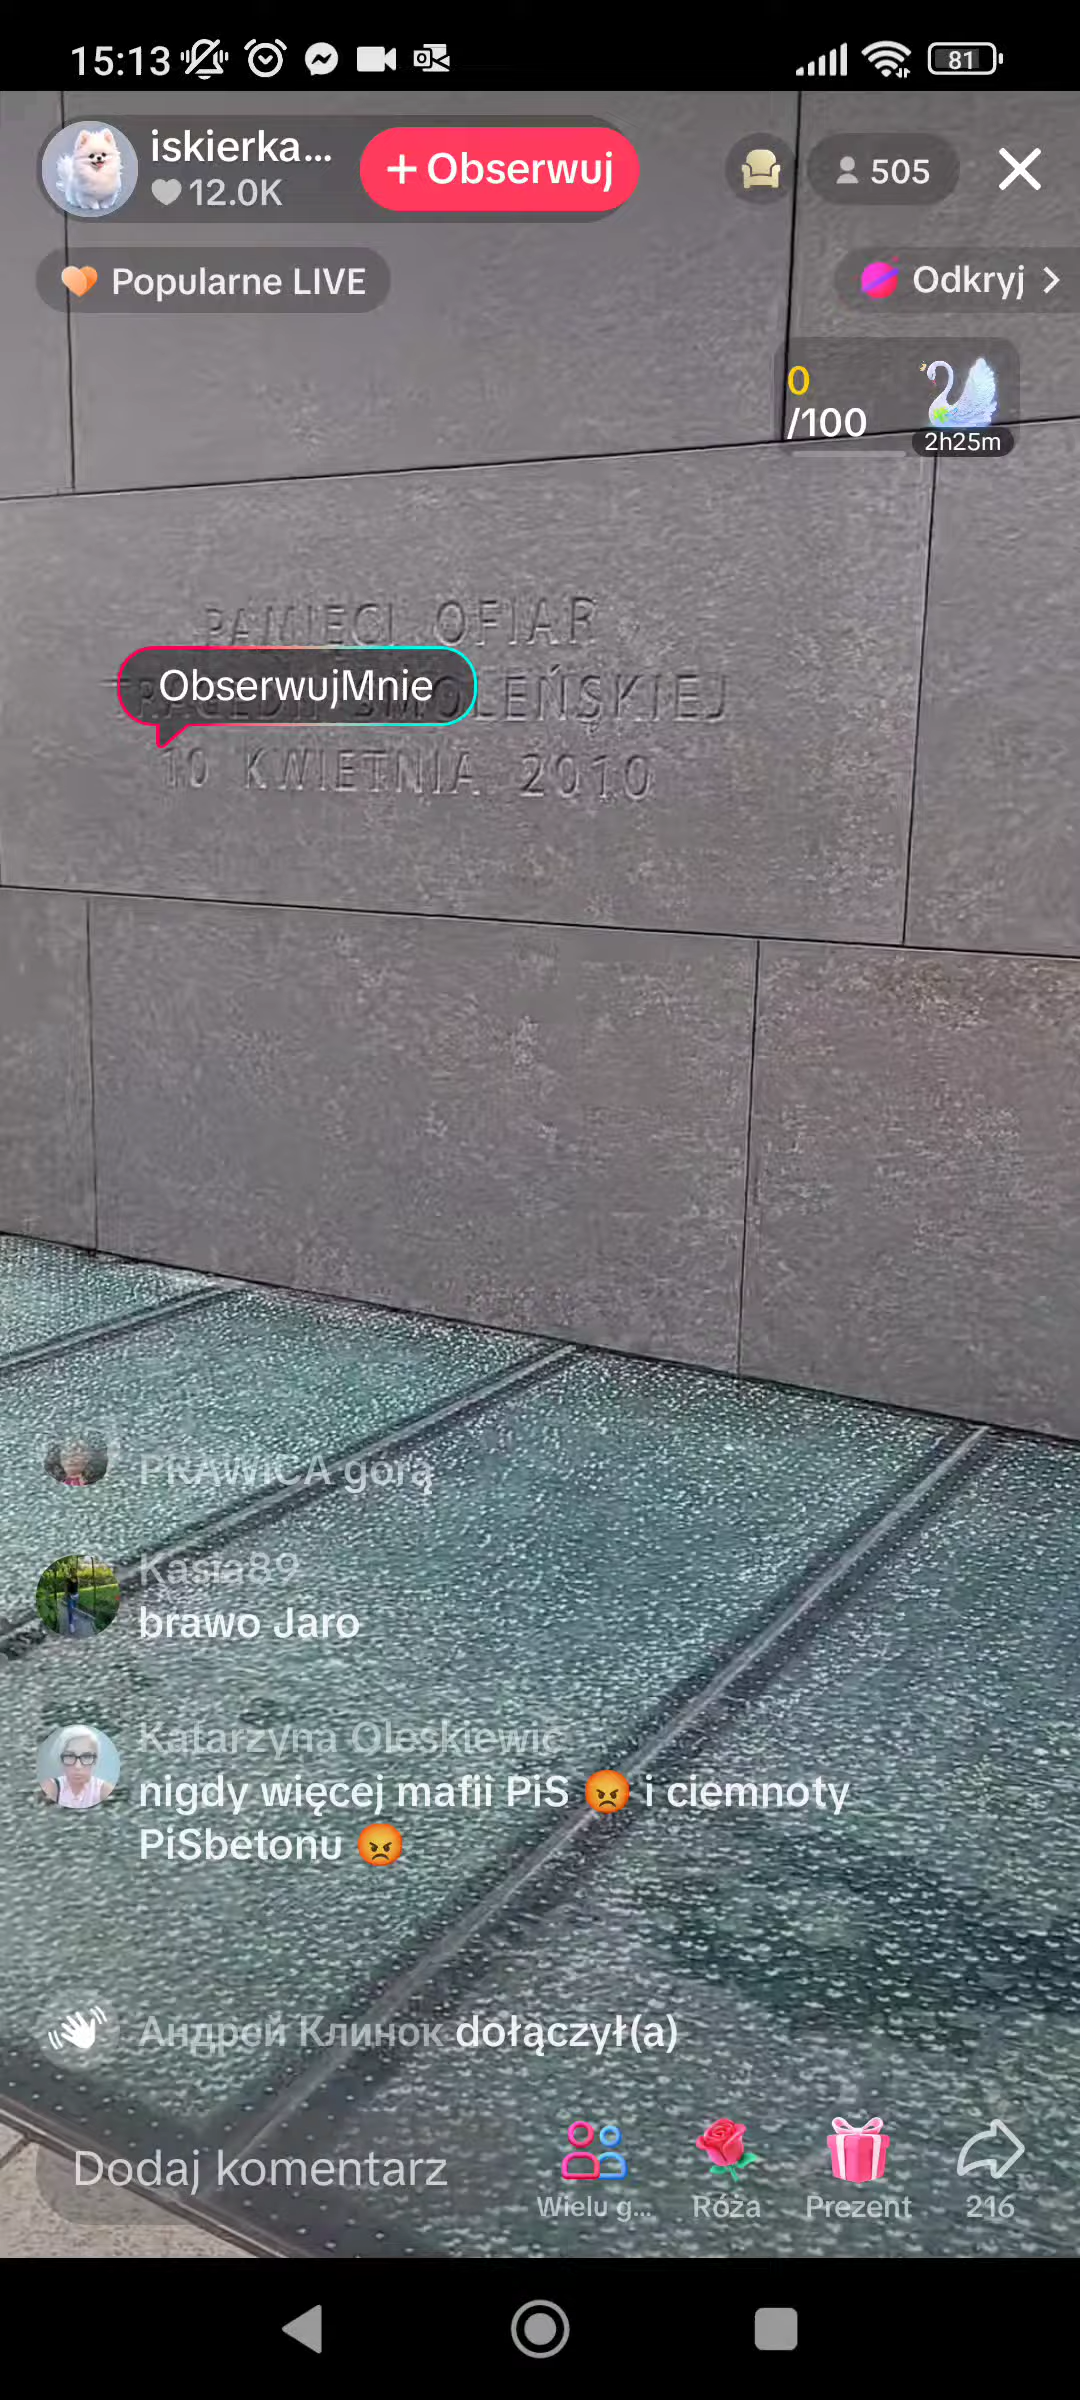 15:13
81
iskierka...
12.0K
+ Obserwuj
505
Popularne LIVE
Odkryj
0
/100
2h25m
PAMIĘCI OFIAR
ObserwujMnie
SMOLEŃSKIEJ
10 KWIETNIA 2010
PRAWICA górą
Kasia89
brawo Jaro
Katarzyna Oleskiewic
nigdy więcej mafii PiS 😡 i ciemnoty
PiSbetonu 😡
Андрей Клинок dołączył(a)
Dodaj komentarz
Wielu g...
Róża
Prezent
216